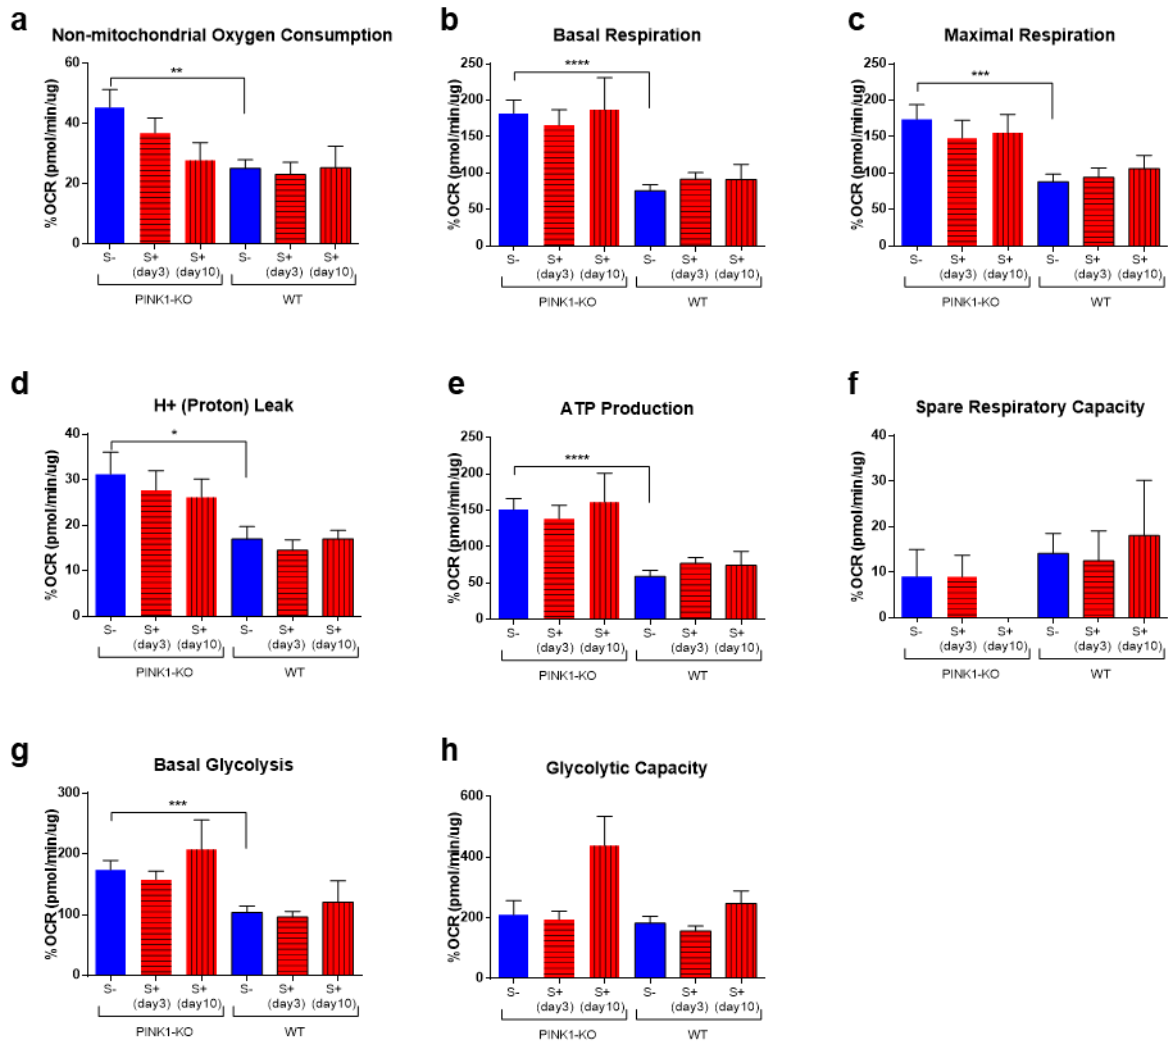 a
Non-mitochondrial Oxygen Consumption
%OCR (pmol/min/ug)
60
40
20
0
**
S- S+ S+ S- S+ S+
(day3) (day10) (day3) (day10)
PINK1-KO WT
b
Basal Respiration
%OCR (pmol/min/ug)
250
200
150
100
50
0
****
S- S+ S+ S- S+ S+
(day3) (day10) (day3) (day10)
PINK1-KO WT
c
Maximal Respiration
%OCR (pmol/min/ug)
250
200
150
100
50
0
***
S- S+ S+ S- S+ S+
(day3) (day10) (day3) (day10)
PINK1-KO WT
d
H+ (Proton) Leak
%OCR (pmol/min/ug)
40
30
20
10
0
*
S- S+ S+ S- S+ S+
(day3) (day10) (day3) (day10)
PINK1-KO WT
e
ATP Production
%OCR (pmol/min/ug)
250
200
150
100
50
0
****
S- S+ S+ S- S+ S+
(day3) (day10) (day3) (day10)
PINK1-KO WT
f
Spare Respiratory Capacity
%OCR (pmol/min/ug)
40
30
20
10
0
S- S+ S+ S- S+ S+
(day3) (day10) (day3) (day10)
PINK1-KO WT
g
Basal Glycolysis
%OCR (pmol/min/ug)
300
200
100
0
***
S- S+ S+ S- S+ S+
(day3) (day10) (day3) (day10)
PINK1-KO WT
h
Glycolytic Capacity
%OCR (pmol/min/ug)
600
400
200
0
S- S+ S+ S- S+ S+
(day3) (day10) (day3) (day10)
PINK1-KO WT